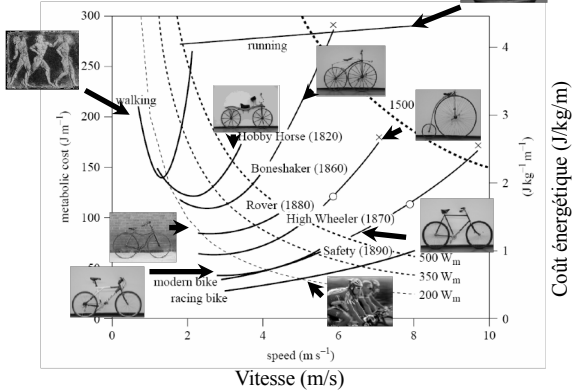 300
250
200
150
100
0
metabolic cost (J m⁻¹)
walking
running
1500
Hobby Horse (1820)
Boneshaker (1860)
Rover (1880)
High Wheeler (1870)
Safety (1890)
modern bike
racing bike
500 Wm
350 Wm
200 Wm
4
3
2
1
0
(J kg⁻¹ m⁻¹)
Coût énergétique (J/kg/m)
0 2 4 6 8 10
speed (m s⁻¹)
Vitesse (m/s)